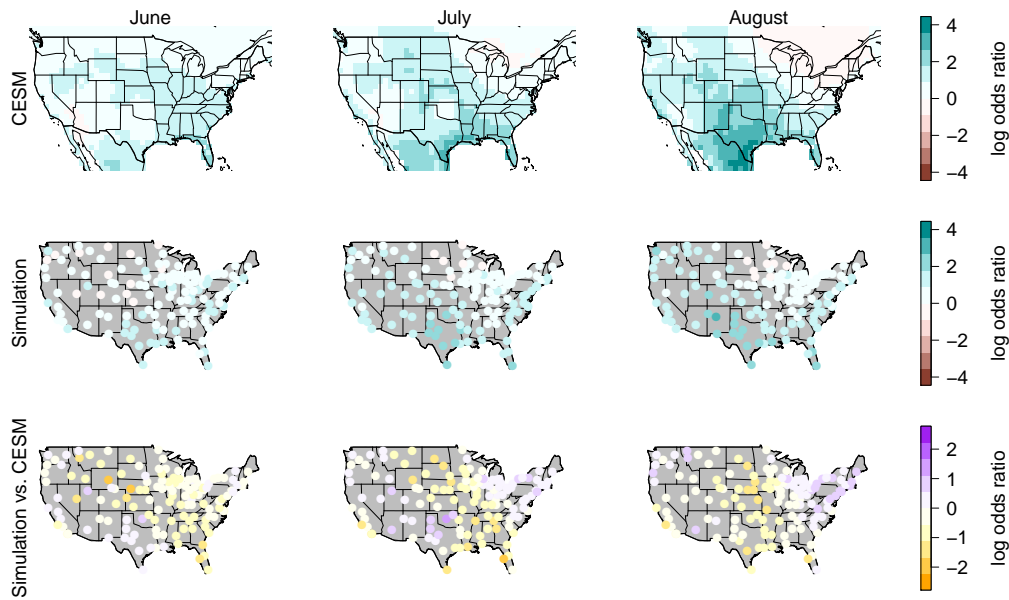 June July August
CESM
4
2
0
−2
−4
log odds ratio
Simulation
4
2
0
−2
−4
log odds ratio
Simulation vs. CESM
2
1
0
−1
−2
log odds ratio